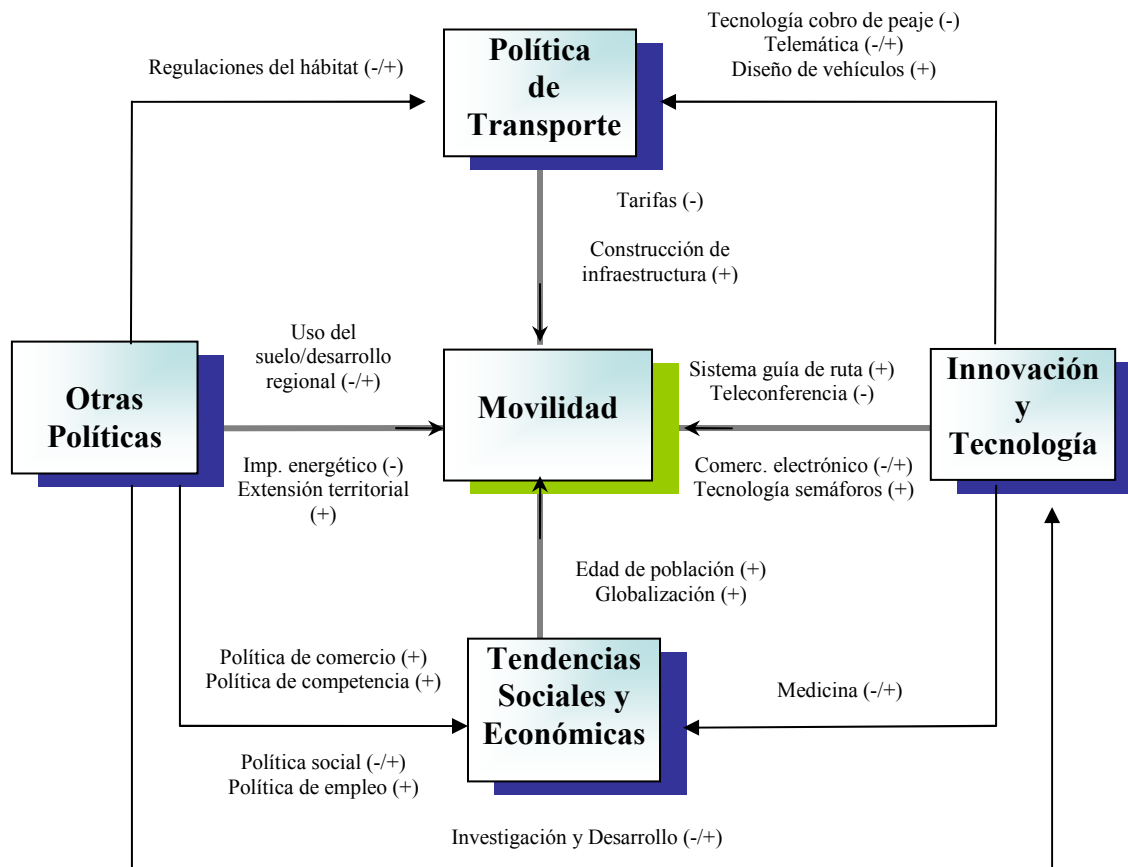 Tecnología cobro de peaje (-)
Telemática (-/+)
Diseño de vehículos (+)
Regulaciones del hábitat (-/+)
Política
de
Transporte
Tarifas (-)
Construcción de
infraestructura (+)
Uso del
suelo/desarrollo
regional (-/+)
Otras
Políticas
Imp. energético (-)
Extensión territorial
(+)
Movilidad
Sistema guía de ruta (+)
Teleconferencia (-)
Comerc. electrónico (-/+)
Tecnología semáforos (+)
Innovación
y
Tecnología
Edad de población (+)
Globalización (+)
Política de comercio (+)
Política de competencia (+)
Política social (-/+)
Política de empleo (+)
Tendencias
Sociales y
Económicas
Medicina (-/+)
Investigación y Desarrollo (-/+)